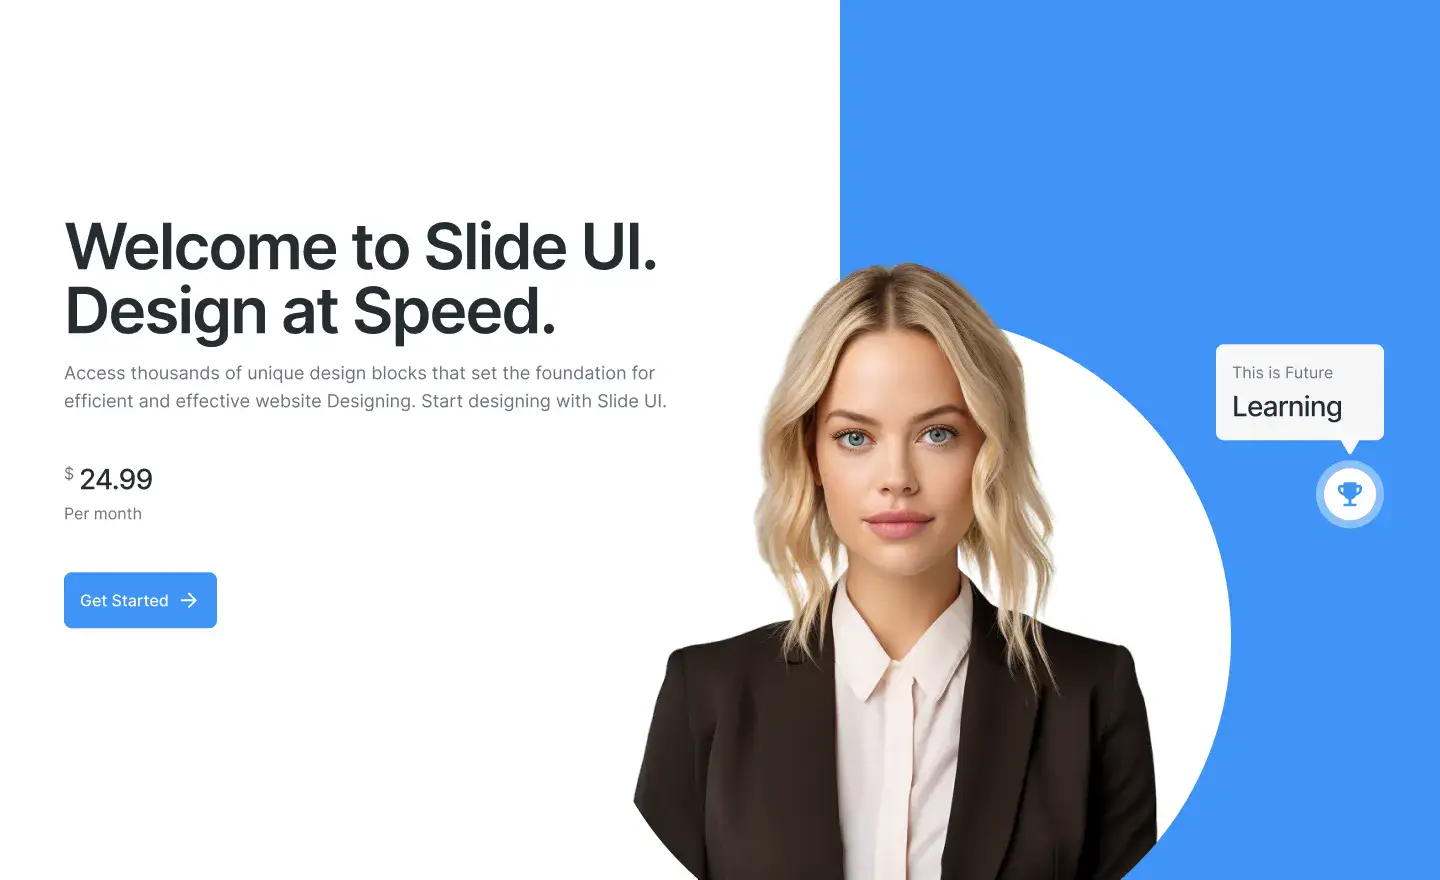 Welcome to Slide UI.
Design at Speed.
Access thousands of unique design blocks that set the foundation for
efficient and effective website Designing. Start designing with Slide UI.
$ 24.99
Per month
Get Started
This is Future
Learning